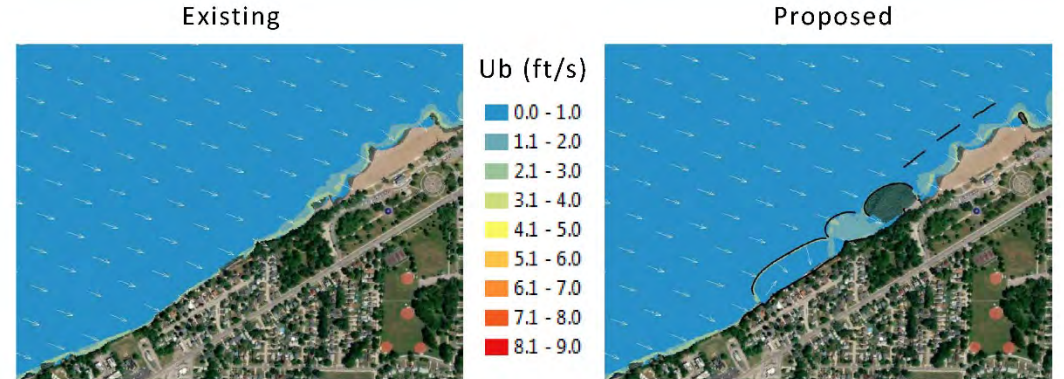 Existing
Ub (ft/s)
0.0 - 1.0
1.1 - 2.0
2.1 - 3.0
3.1 - 4.0
4.1 - 5.0
5.1 - 6.0
6.1 - 7.0
7.1 - 8.0
8.1 - 9.0
Proposed